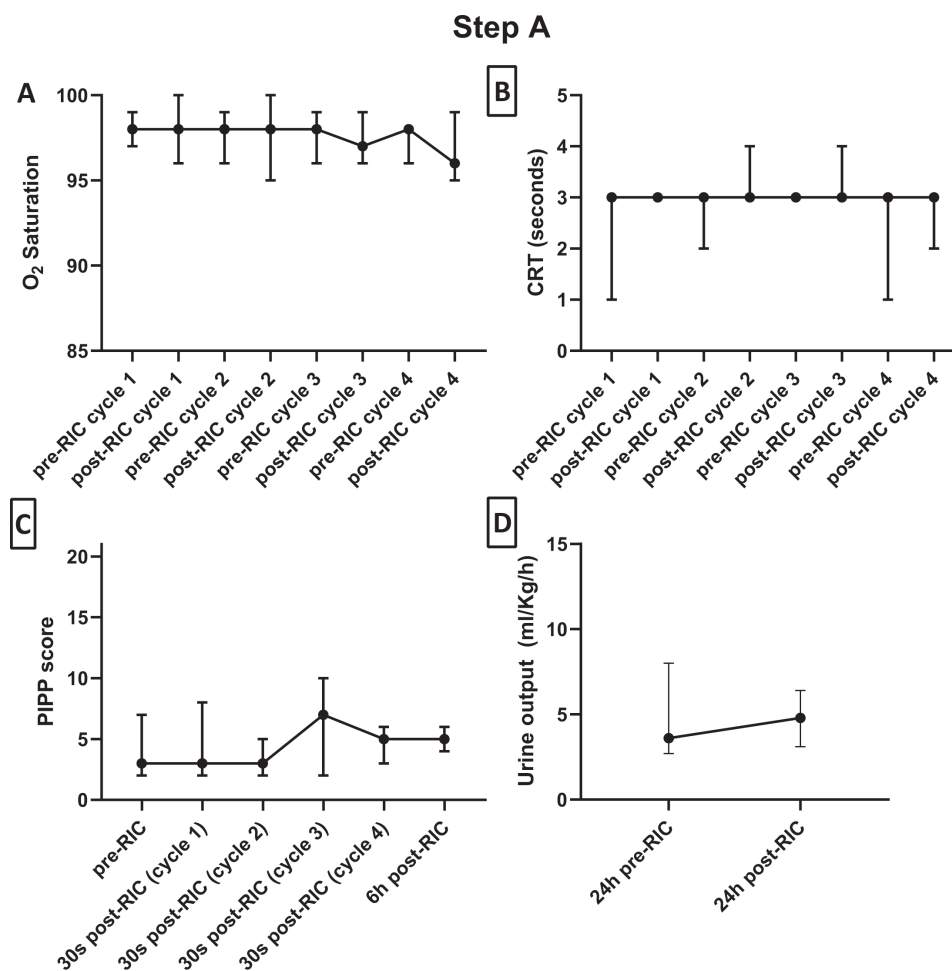 Step A
A
O2 Saturation
100
95
90
85
pre-RIC cycle 1
post-RIC cycle 1
pre-RIC cycle 2
post-RIC cycle 2
pre-RIC cycle 3
post-RIC cycle 3
pre-RIC cycle 4
post-RIC cycle 4
B
CRT (seconds)
5
4
3
2
1
0
pre-RIC cycle 1
post-RIC cycle 1
pre-RIC cycle 2
post-RIC cycle 2
pre-RIC cycle 3
post-RIC cycle 3
pre-RIC cycle 4
post-RIC cycle 4
C
PIPP score
20
15
10
5
0
pre-RIC
30s post-RIC (cycle 1)
30s post-RIC (cycle 2)
30s post-RIC (cycle 3)
30s post-RIC (cycle 4)
6h post-RIC
D
Urine output (ml/Kg/h)
15
10
5
0
24h pre-RIC
24h post-RIC